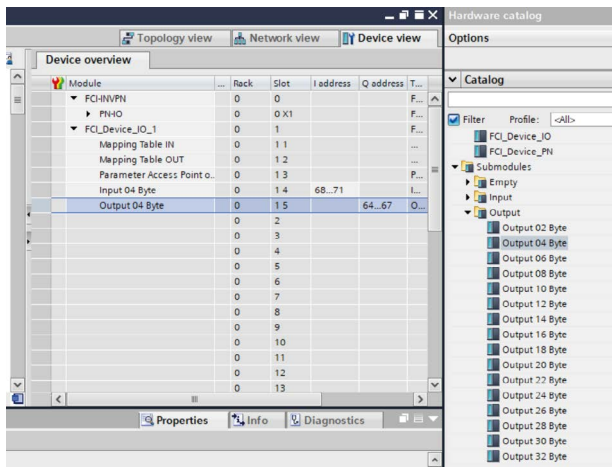 Hardware catalog
Topology view
Network view
Device view
Options
Device overview
Module ... Rack Slot I address Q address T...
FCI-INVPN 0 0 F...
PN-IO 0 0 X1 F...
FCI_Device_IO_1 0 1 F...
Mapping Table IN 0 1 1 ...
Mapping Table OUT 0 1 2 ...
Parameter Access Point o.. 0 1 3 P...
Input 04 Byte 0 1 4 68...71 I...
Output 04 Byte 0 1 5 64...67 O...
0 2
0 3
0 4
0 5
0 6
0 7
0 8
0 9
0 10
0 11
0 12
0 13
Properties
Info
Diagnostics
Catalog
Filter Profile: <All>
FCI_Device_IO
FCI_Device_PN
Submodules
Empty
Input
Output
Output 02 Byte
Output 04 Byte
Output 06 Byte
Output 08 Byte
Output 10 Byte
Output 12 Byte
Output 14 Byte
Output 16 Byte
Output 18 Byte
Output 20 Byte
Output 22 Byte
Output 24 Byte
Output 26 Byte
Output 28 Byte
Output 30 Byte
Output 32 Byte